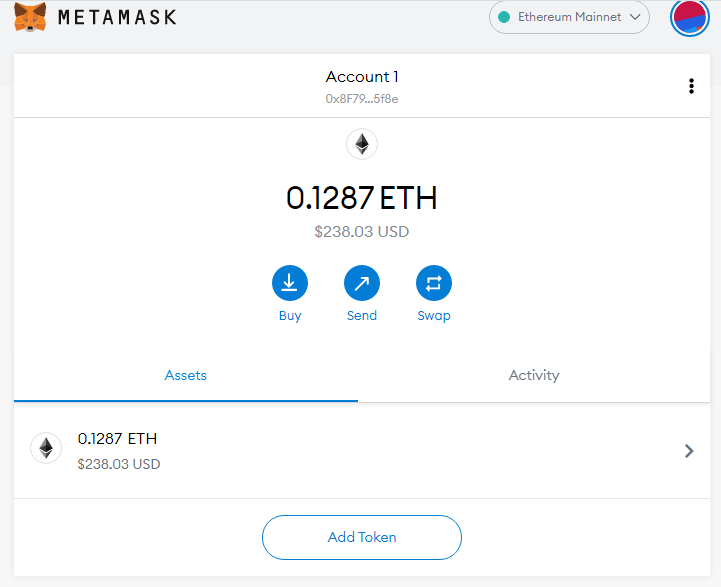 METAMASK
Ethereum Mainnet
Account 1
0x8F79...5f8e
0.1287 ETH
$238.03 USD
Buy Send Swap
Assets Activity
0.1287 ETH
$238.03 USD
Add Token